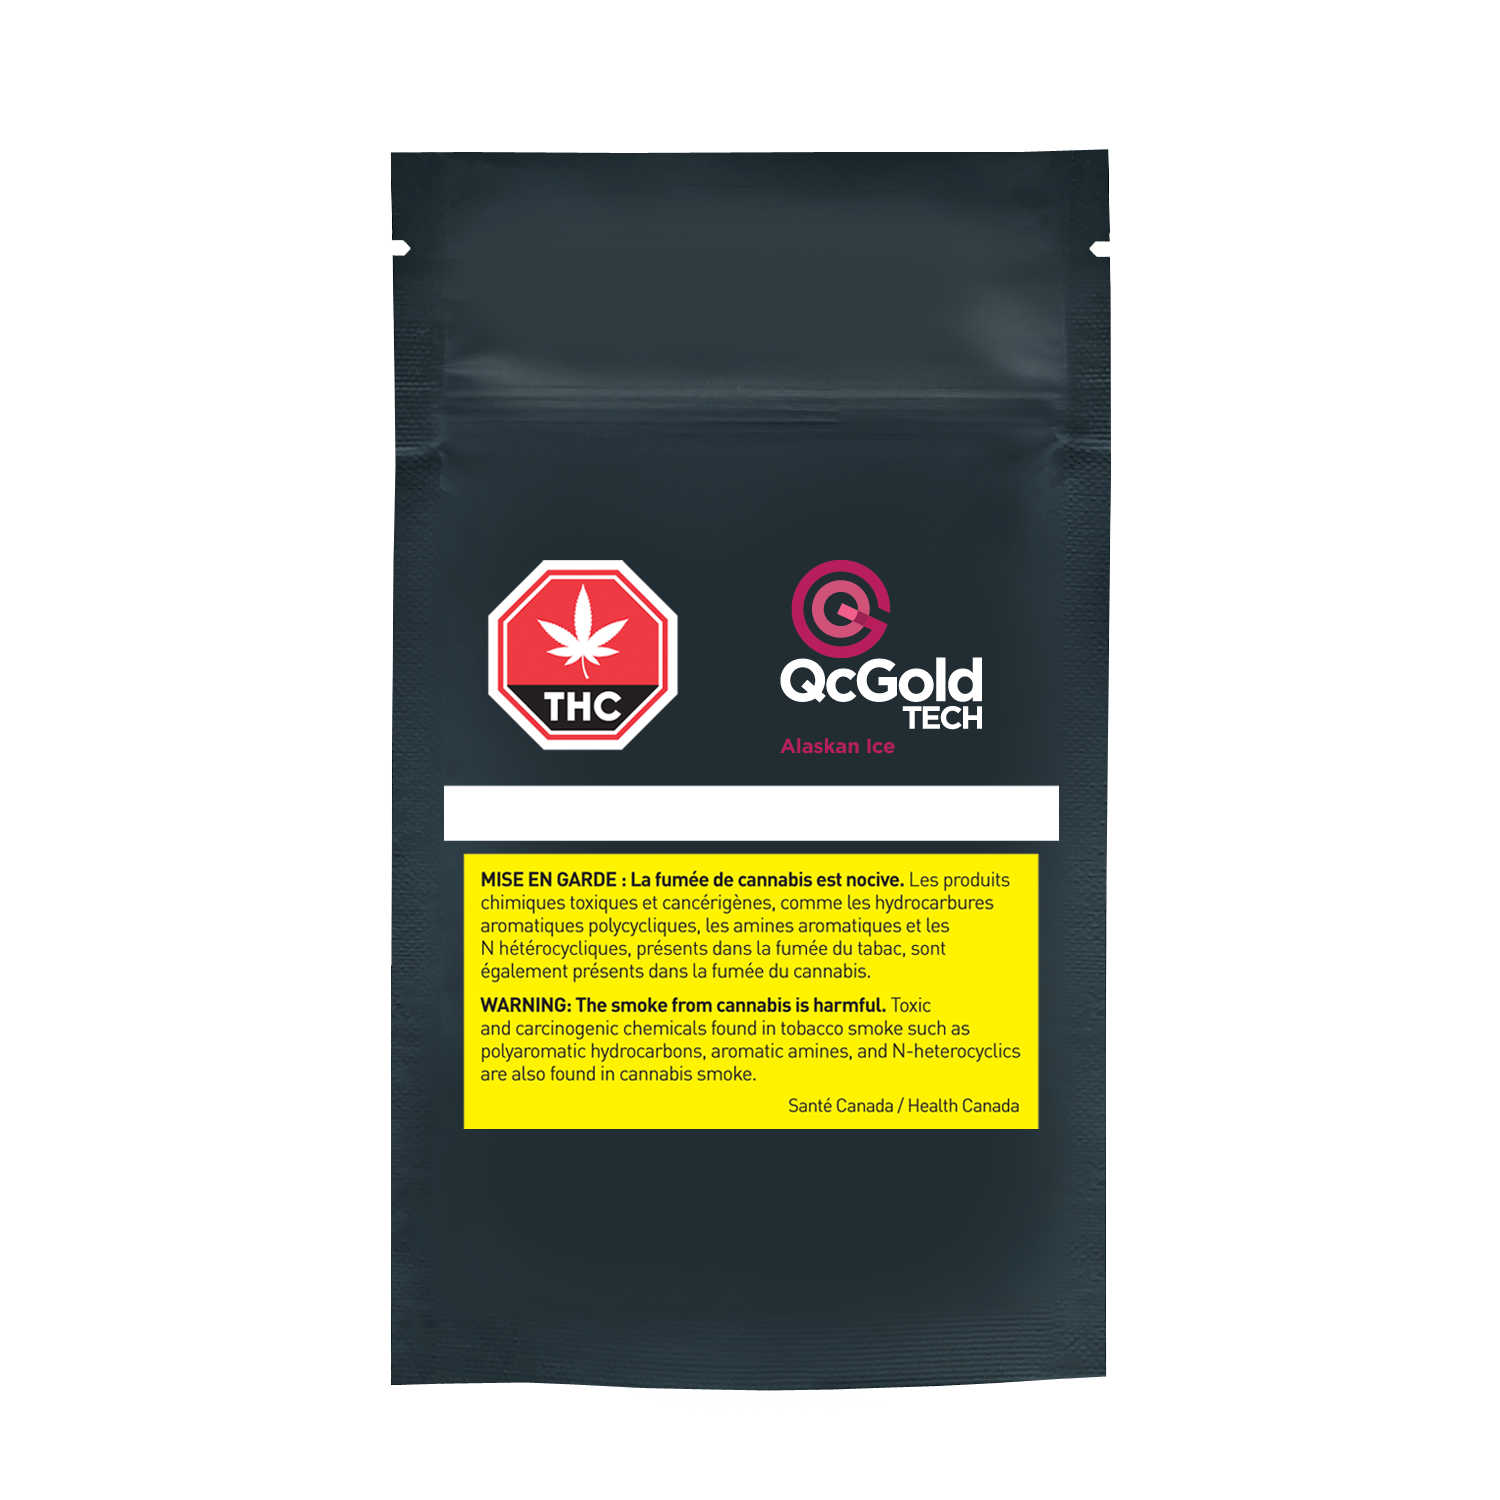 THC
QcGold
TECH
Alaskan Ice
MISE EN GARDE : La fumée de cannabis est nocive. Les produits
chimiques toxiques et cancérigènes, comme les hydrocarbures
aromatiques polycycliques, les amines aromatiques et les
N hétérocycliques, présents dans la fumée du tabac, sont
également présents dans la fumée du cannabis.
WARNING: The smoke from cannabis is harmful. Toxic
and carcinogenic chemicals found in tobacco smoke such as
polyaromatic hydrocarbons, aromatic amines, and N-heterocyclics
are also found in cannabis smoke.
Santé Canada / Health Canada